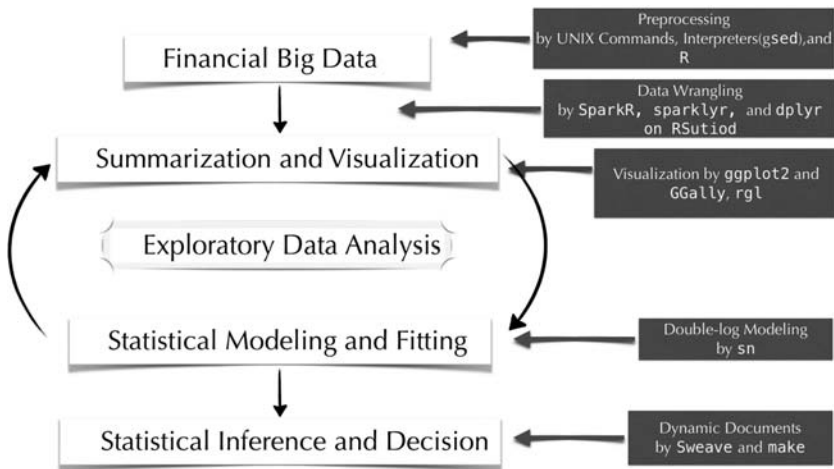 Financial Big Data
Preprocessing
by UNIX Commands, Interpreters(gsed),and
R
Data Wrangling
by SparkR, sparklyr, and dplyr
on RSutiod
Summarization and Visualization
Visualization by ggplot2 and
GGally, rgl
Exploratory Data Analysis
Statistical Modeling and Fitting
Double-log Modeling
by sn
Statistical Inference and Decision
Dynamic Documents
by Sweave and make